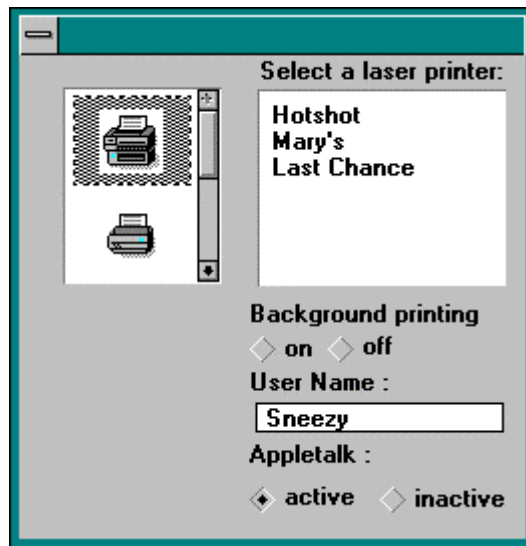 Select a laser printer:
Hotshot
Mary's
Last Chance
Background printing
on off
User Name :
Sneezy
Appletalk :
active inactive